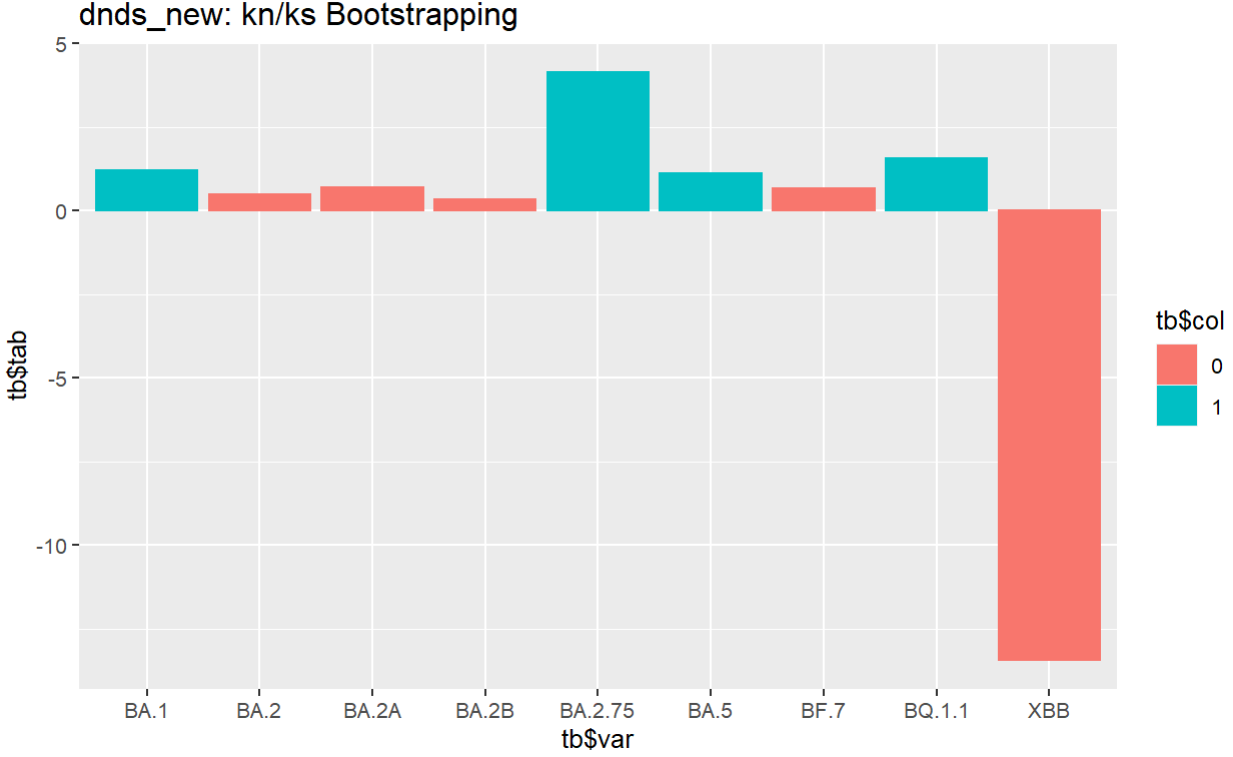 dnds_new: kn/ks Bootstrapping
5
0
-5
-10
tb$tab
BA.1 BA.2 BA.2A BA.2B BA.2.75 BA.5 BF.7 BQ.1.1 XBB
tb$var
tb$col
0
1